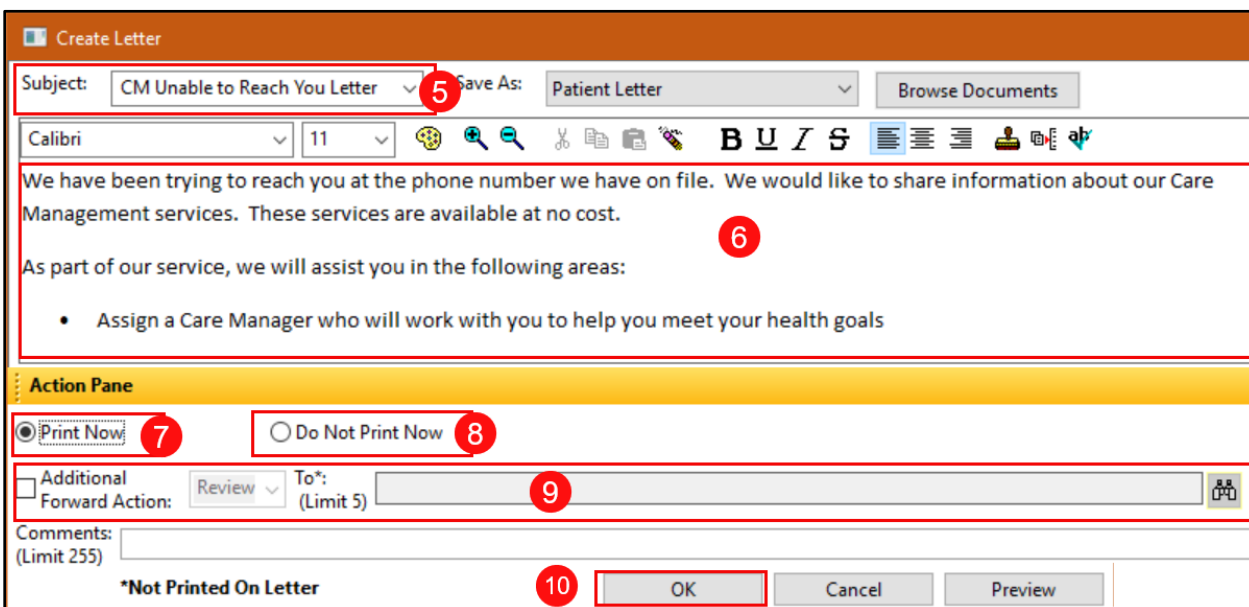 Create Letter
Subject: CM Unable to Reach You Letter 5 Save As: Patient Letter Browse Documents
Calibri 11 B U I S
We have been trying to reach you at the phone number we have on file. We would like to share information about our Care
Management services. These services are available at no cost.
6
As part of our service, we will assist you in the following areas:
• Assign a Care Manager who will work with you to help you meet your health goals
Action Pane
Print Now 7 Do Not Print Now 8
Additional
Forward Action: Review To*:
(Limit 5) 9
Comments:
(Limit 255)
*Not Printed On Letter 10 OK Cancel Preview